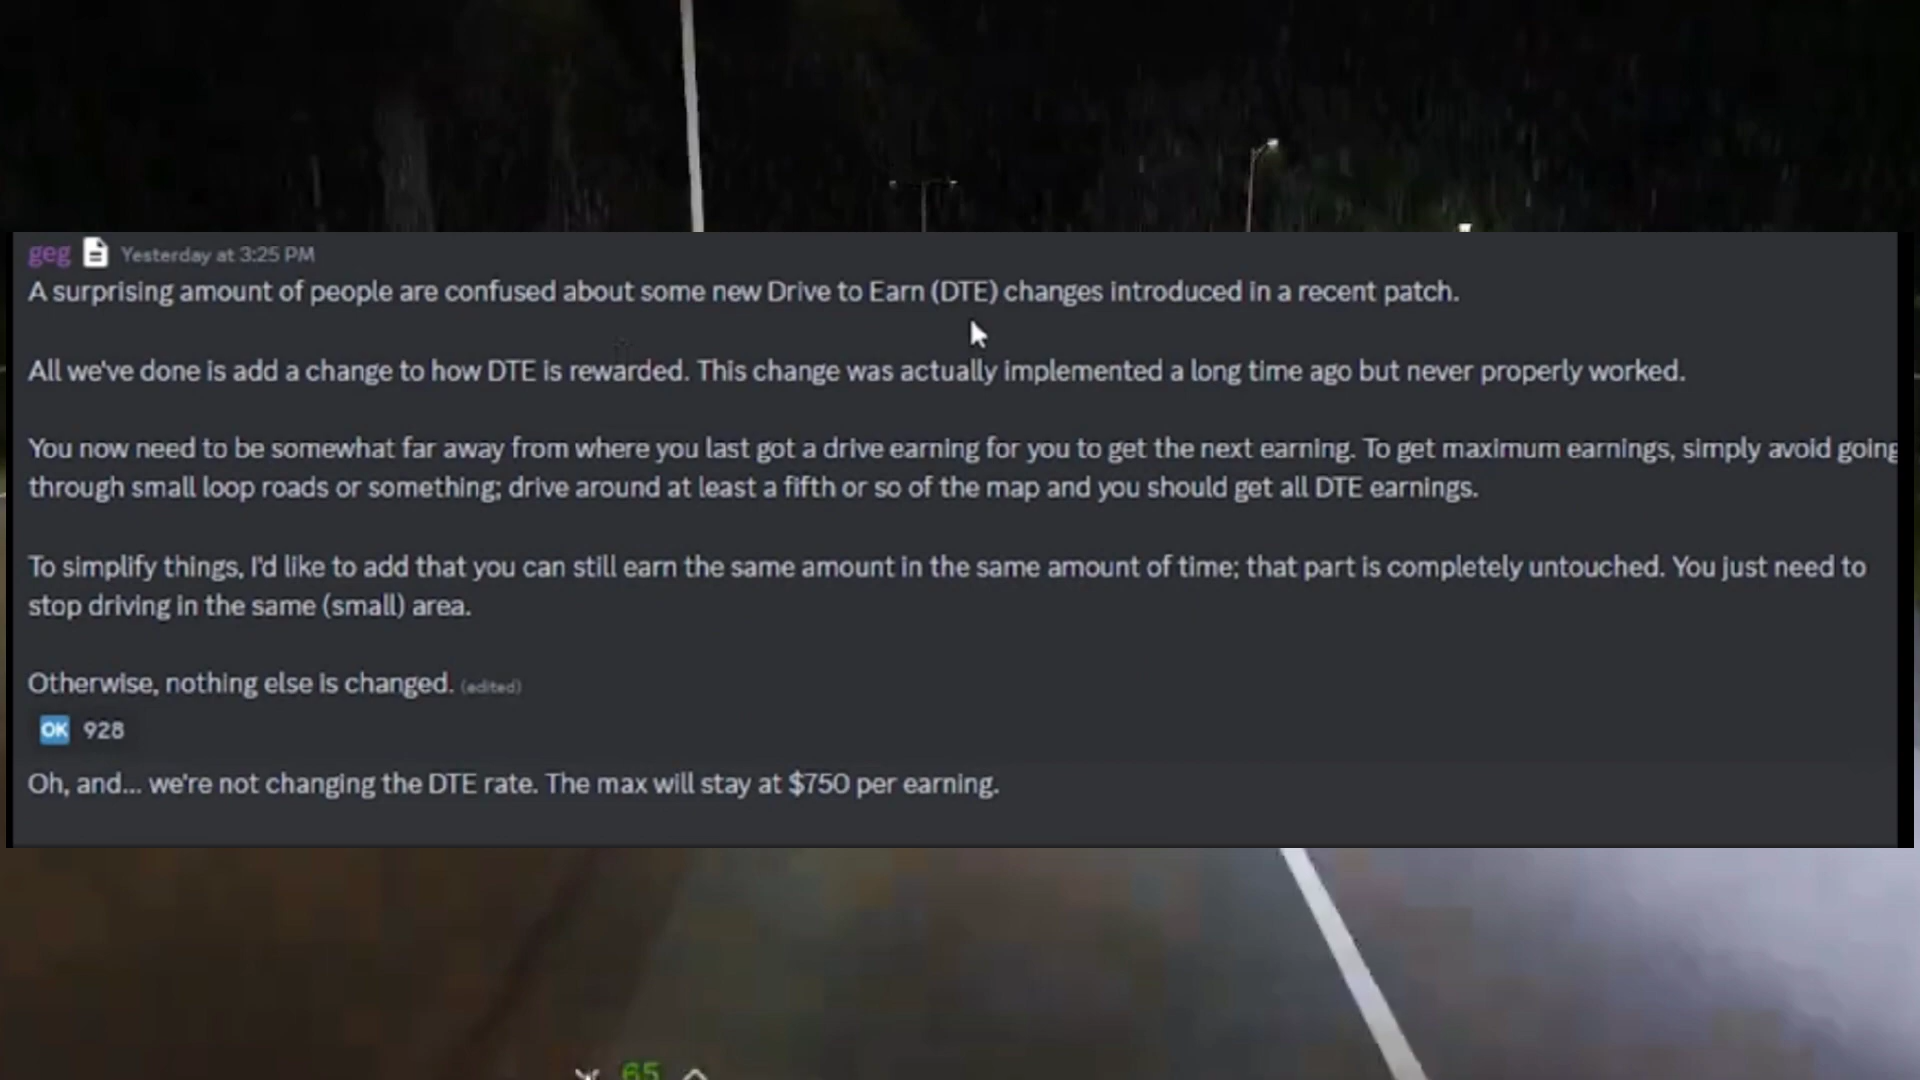 geg Yesterday at 3:25 PM
A surprising amount of people are confused about some new Drive to Earn (DTE) changes introduced in a recent patch.
All we've done is add a change to how DTE is rewarded. This change was actually implemented a long time ago but never properly worked.
You now need to be somewhat far away from where you last got a drive earning for you to get the next earning. To get maximum earnings, simply avoid going
through small loop roads or something; drive around at least a fifth or so of the map and you should get all DTE earnings.
To simplify things, I'd like to add that you can still earn the same amount in the same amount of time; that part is completely untouched. You just need to
stop driving in the same (small) area.
Otherwise, nothing else is changed. (edited)
OK 928
Oh, and... we're not changing the DTE rate. The max will stay at $750 per earning.
65